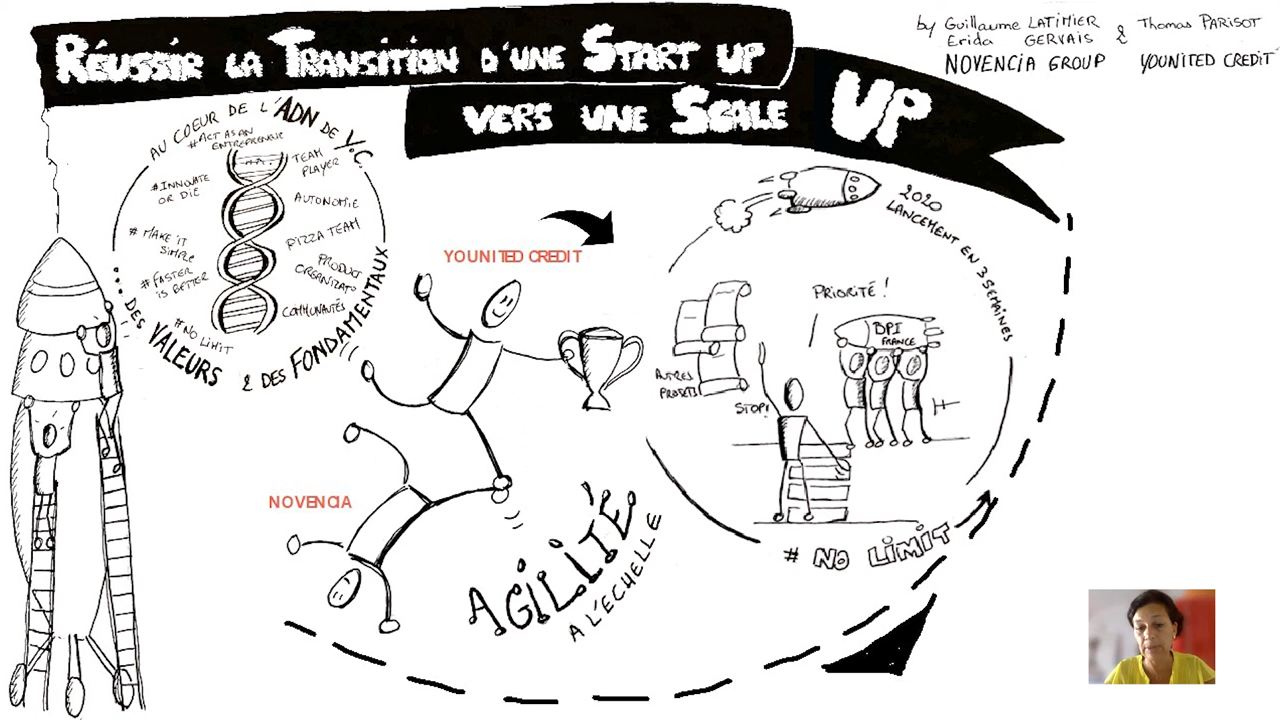 RÉUSSIR LA TRANSITION D'UNE START UP
VERS UNE SCALE UP
by Guillaume LATIMIER & Thomas PARISOT
Erida GERVAIS
NOVENCIA GROUP YOUNITED CREDIT
AU COEUR DE L'ADN DE Y.C.
#ACT AS AN
ENTREPRENEUR
TEAM
PLAYER
#INNOVATE
OR DIE
AUTONOMIE
# MAKE IT
SIMPLE
PIZZA TEAM
#FASTER
IS BETTER
PRODUCT
ORGANIZATO
#NO LIMIT
COMMUNAUTÉS
... DES VALEURS & DES FONDAMENTAUX
YOUNITED CREDIT
NOVENCIA
AGILITÉ
A L'ECHELLE
2020
LANCEMENT EN 3 SEMAINES
PRIORITÉ !
BPI
FRANCE
AUTRES
PROJETS
STOP!
# NO LIMIT